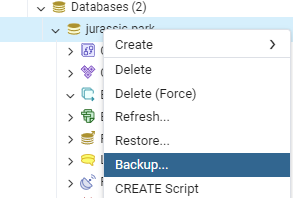 Databases (2)
jurassic park
Create
Delete
Delete (Force)
Refresh...
Restore...
Backup...
CREATE Script